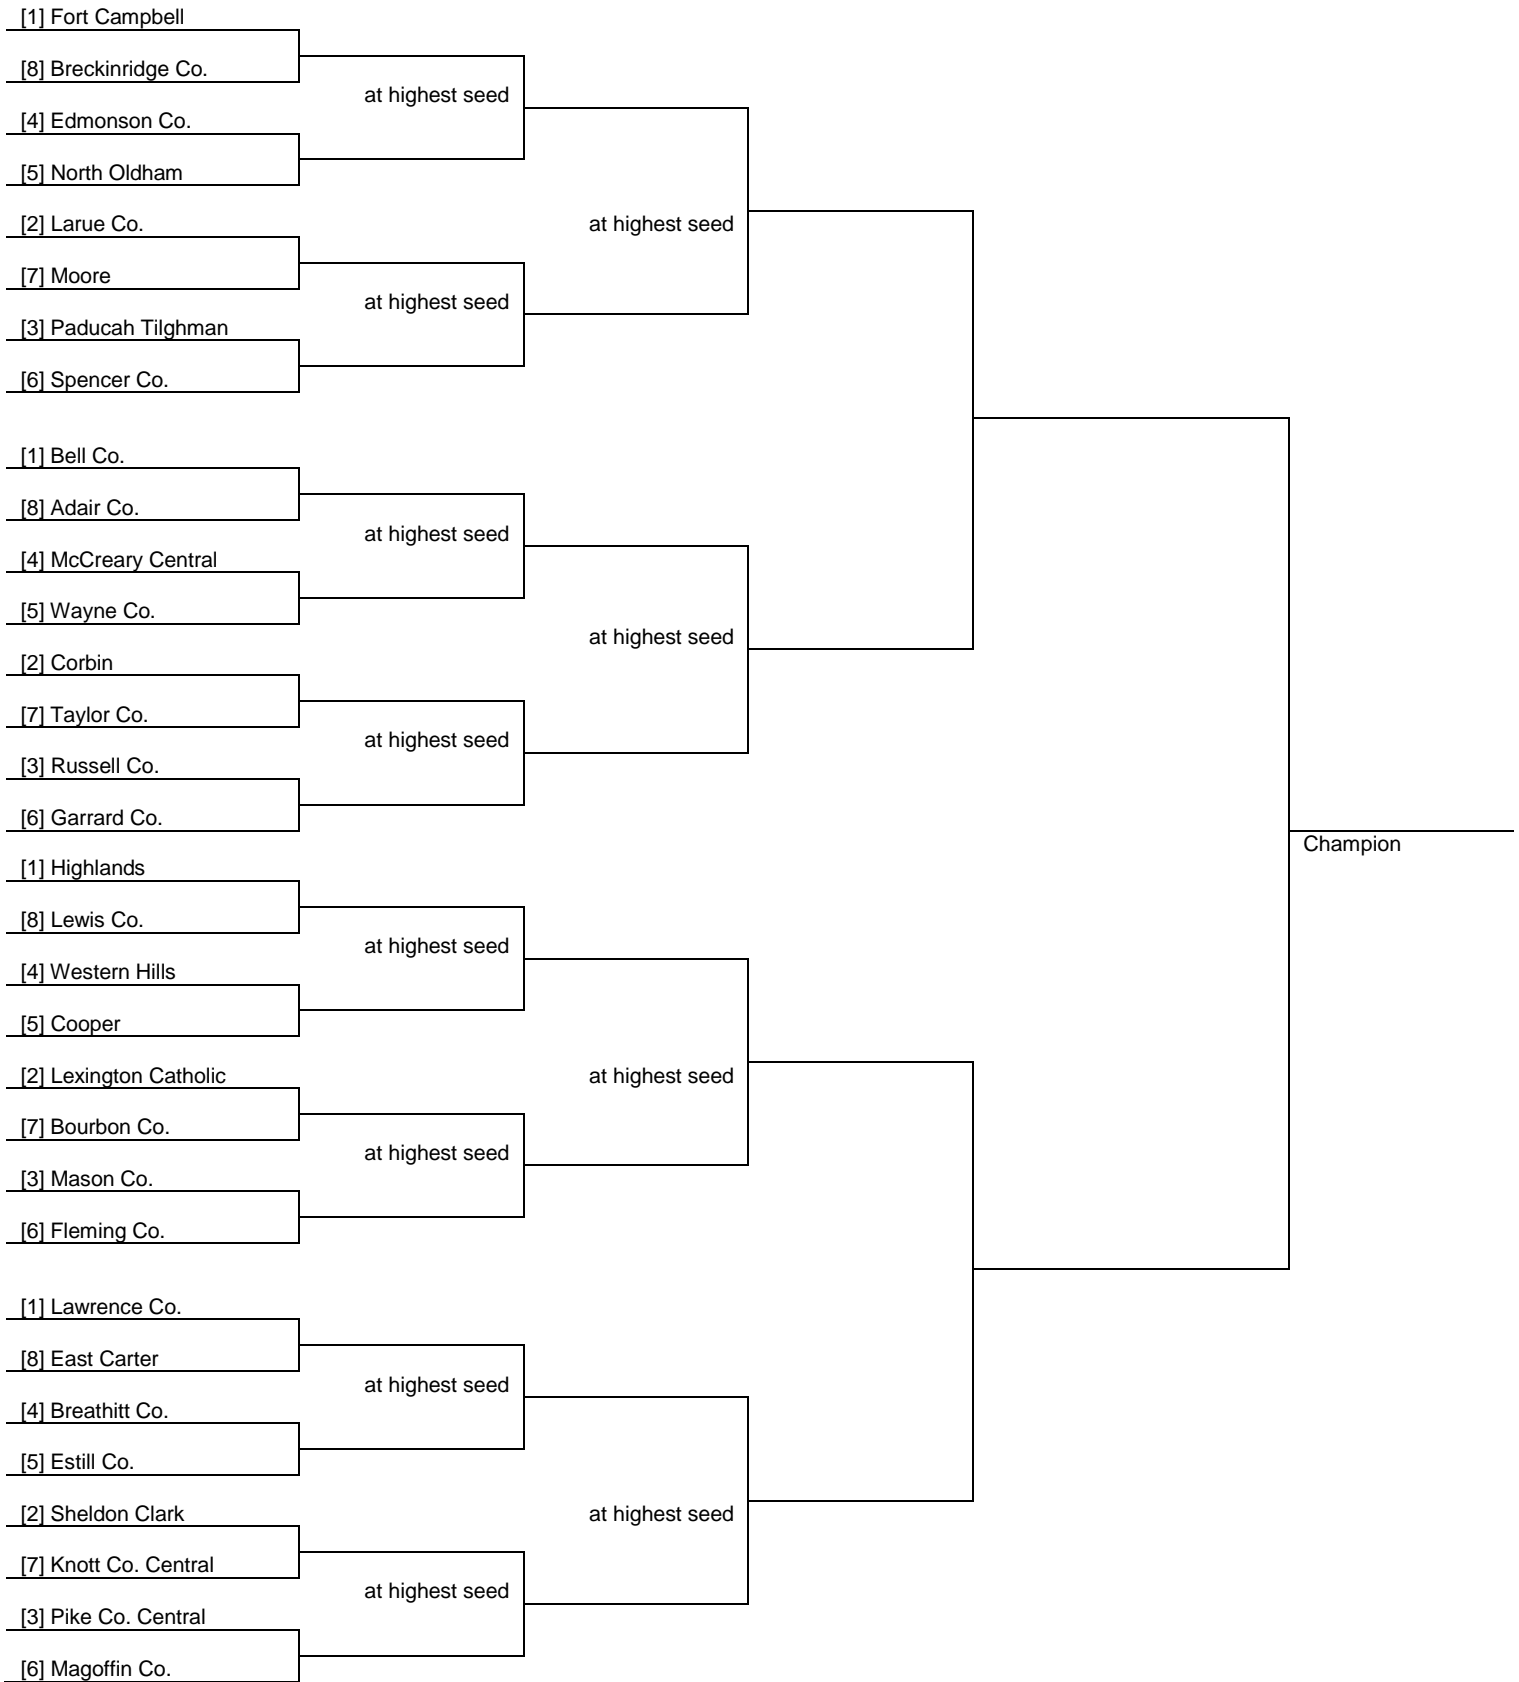 [1] Fort Campbell
[8] Breckinridge Co.
at highest seed
[4] Edmonson Co.
[5] North Oldham
[2] Larue Co.
at highest seed
[7] Moore
at highest seed
[3] Paducah Tilghman
[6] Spencer Co.
[1] Bell Co.
[8] Adair Co.
at highest seed
[4] McCreary Central
[5] Wayne Co.
at highest seed
[2] Corbin
[7] Taylor Co.
at highest seed
[3] Russell Co.
[6] Garrard Co.
Champion
[1] Highlands
[8] Lewis Co.
at highest seed
[4] Western Hills
[5] Cooper
[2] Lexington Catholic
at highest seed
[7] Bourbon Co.
at highest seed
[3] Mason Co.
[6] Fleming Co.
[1] Lawrence Co.
[8] East Carter
at highest seed
[4] Breathitt Co.
[5] Estill Co.
[2] Sheldon Clark
at highest seed
[7] Knott Co. Central
at highest seed
[3] Pike Co. Central
[6] Magoffin Co.